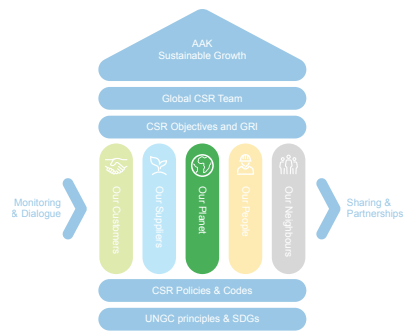 AAK
Sustainable Growth
Global CSR Team
CSR Objectives and GRI
Our Customers
Our Suppliers
Our Planet
Our People
Our Neighbours
Monitoring
& Dialogue
Sharing &
Partnerships
CSR Policies & Codes
UNGC principles & SDGs